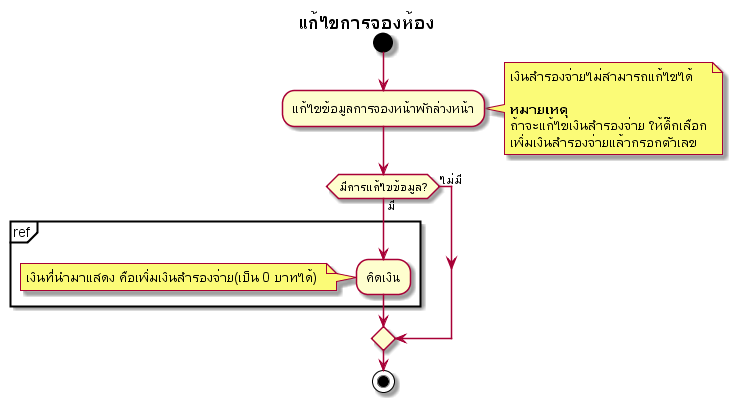 แก้ไขการจองห้อง
เงินสำรองจ่ายไม่สามารถแก้ไขได้
หมายเหตุ
ถ้าจะแก้ไขเงินสำรองจ่าย ให้ติ๊กเลือก
เพิ่มเงินสำรองจ่ายแล้วกรอกตัวเลข
แก้ไขข้อมูลการจองหน้าพักล่วงหน้า
มีการแก้ไขข้อมูล?
ไม่มี
มี
ref
เงินที่นำมาแสดง คือเพิ่มเงินสำรองจ่าย(เป็น 0 บาทได้)
คิดเงิน